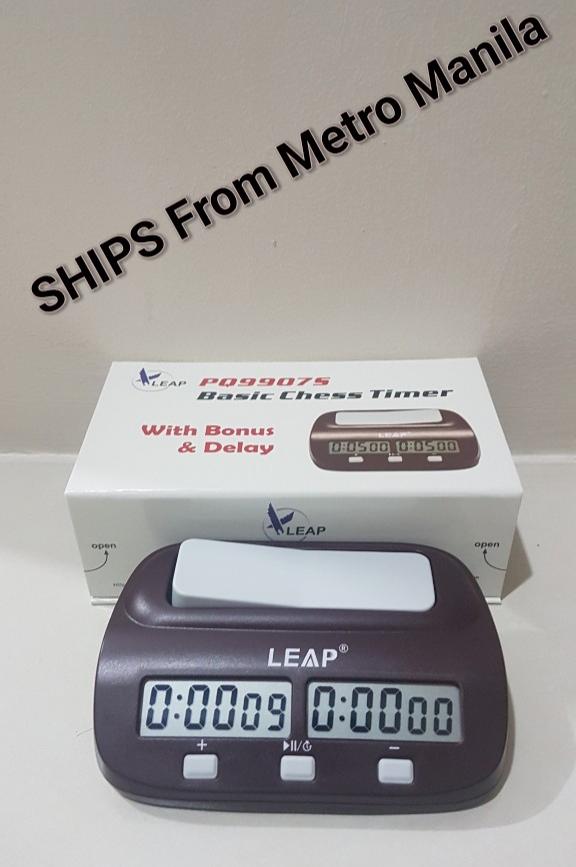 SHIPS From Metro Manila
LEAP PQ9907S
Basic Chess Timer
With Bonus
& Delay
LEAP
0:0500 0:0500
LEAP
open
open
LEAP®
0:0009 0:0000
+ −